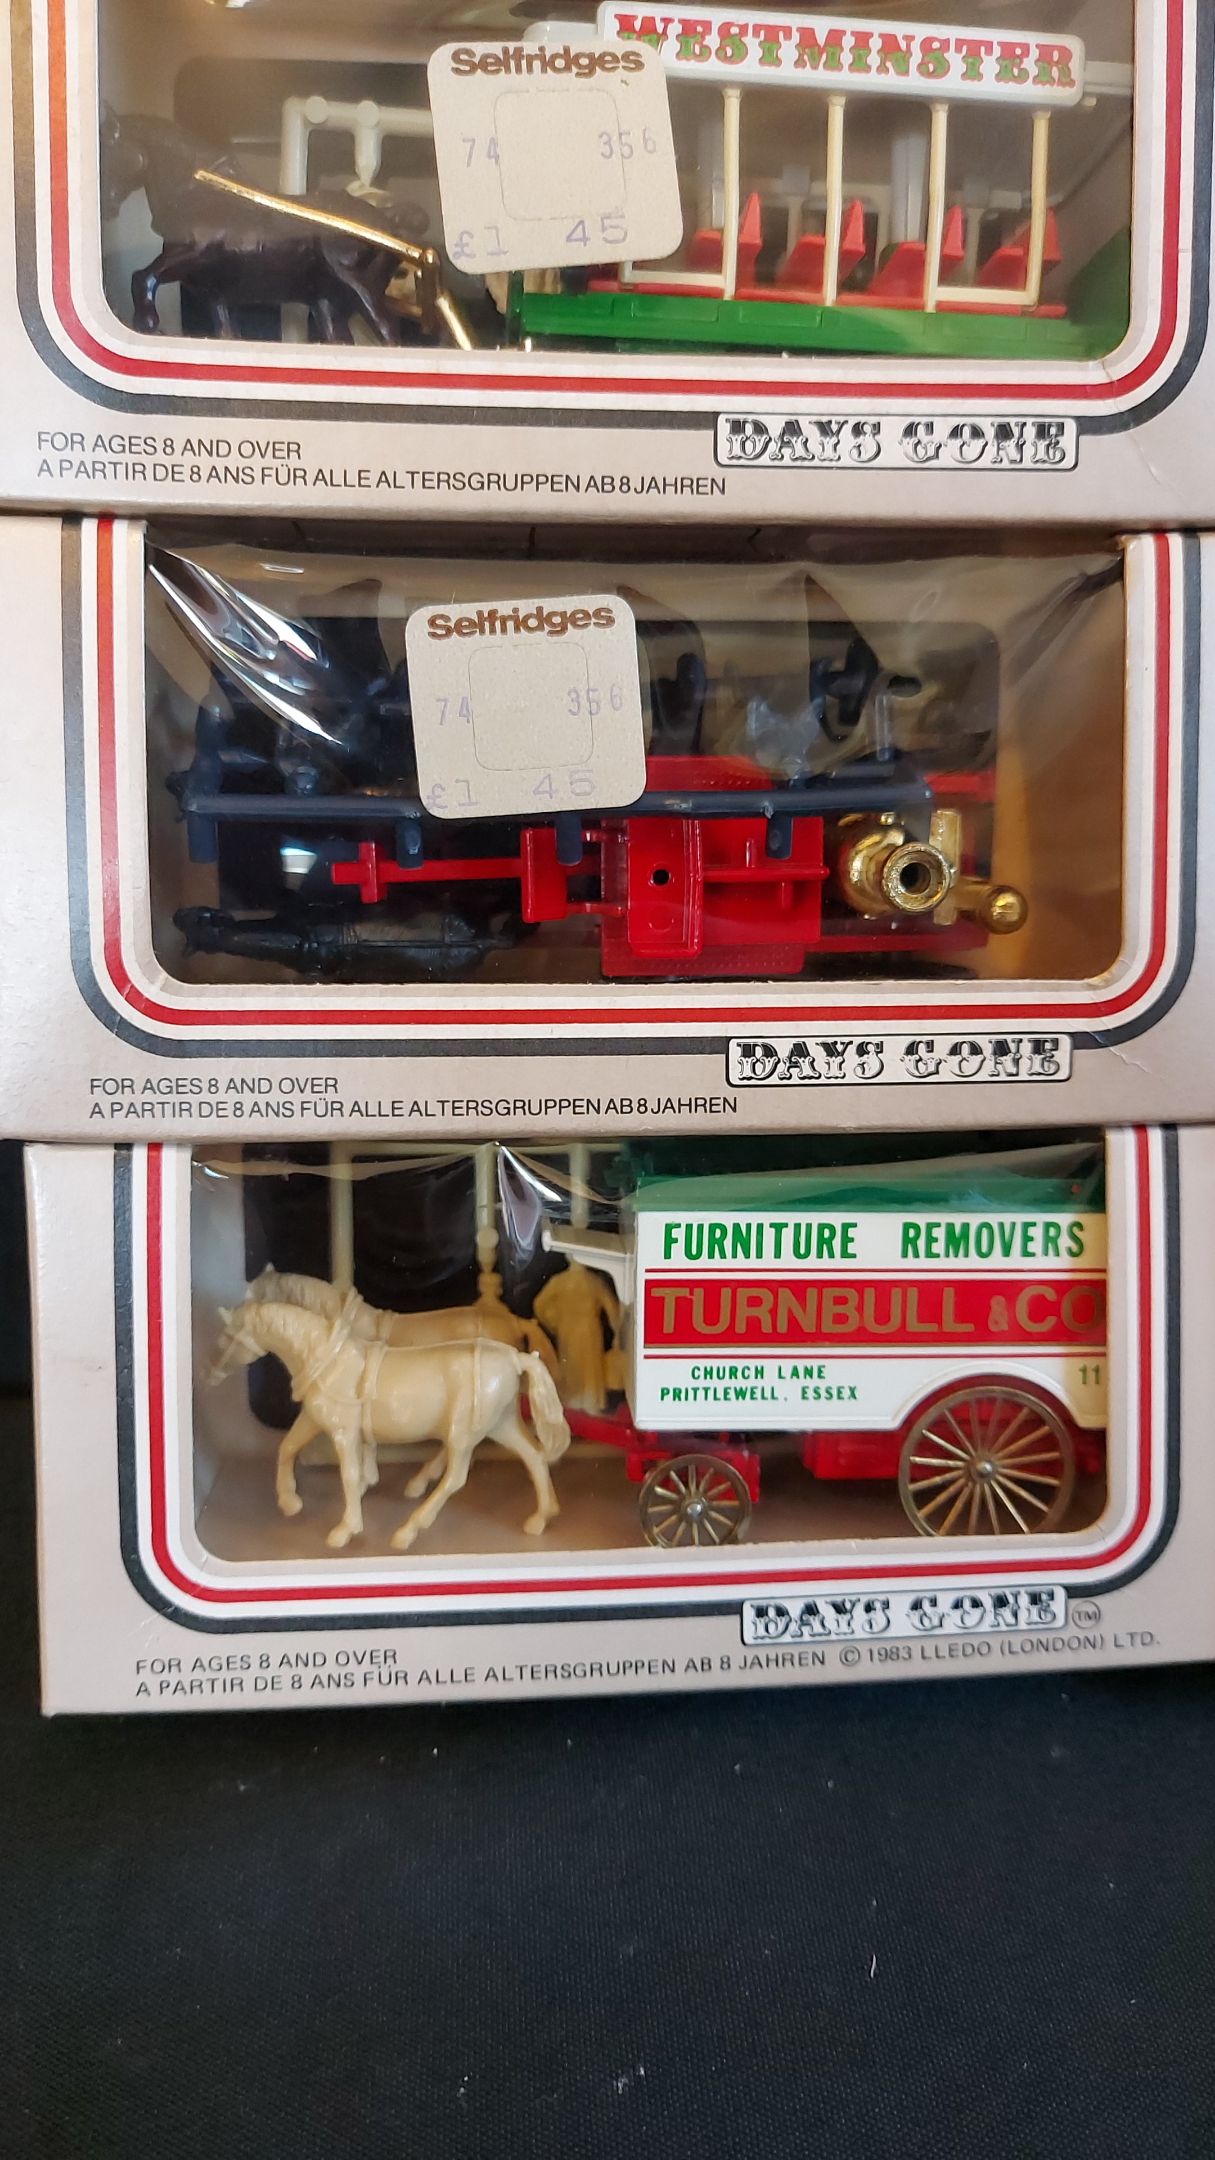 WESTMINSTER
Selfridges
74 356
£1 45
DAYS GONE
FOR AGES 8 AND OVER
A PARTIR DE 8 ANS FÜR ALLE ALTERSGRUPPEN AB 8 JAHREN
Selfridges
74 356
£1 45
DAYS GONE
FOR AGES 8 AND OVER
A PARTIR DE 8 ANS FÜR ALLE ALTERSGRUPPEN AB 8 JAHREN
FURNITURE REMOVERS
TURNBULL & CO
CHURCH LANE
PRITTLEWELL. ESSEX
11
DAYS GONE TM
FOR AGES 8 AND OVER
A PARTIR DE 8 ANS FÜR ALLE ALTERSGRUPPEN AB 8 JAHREN © 1983 LLEDO (LONDON) LTD.